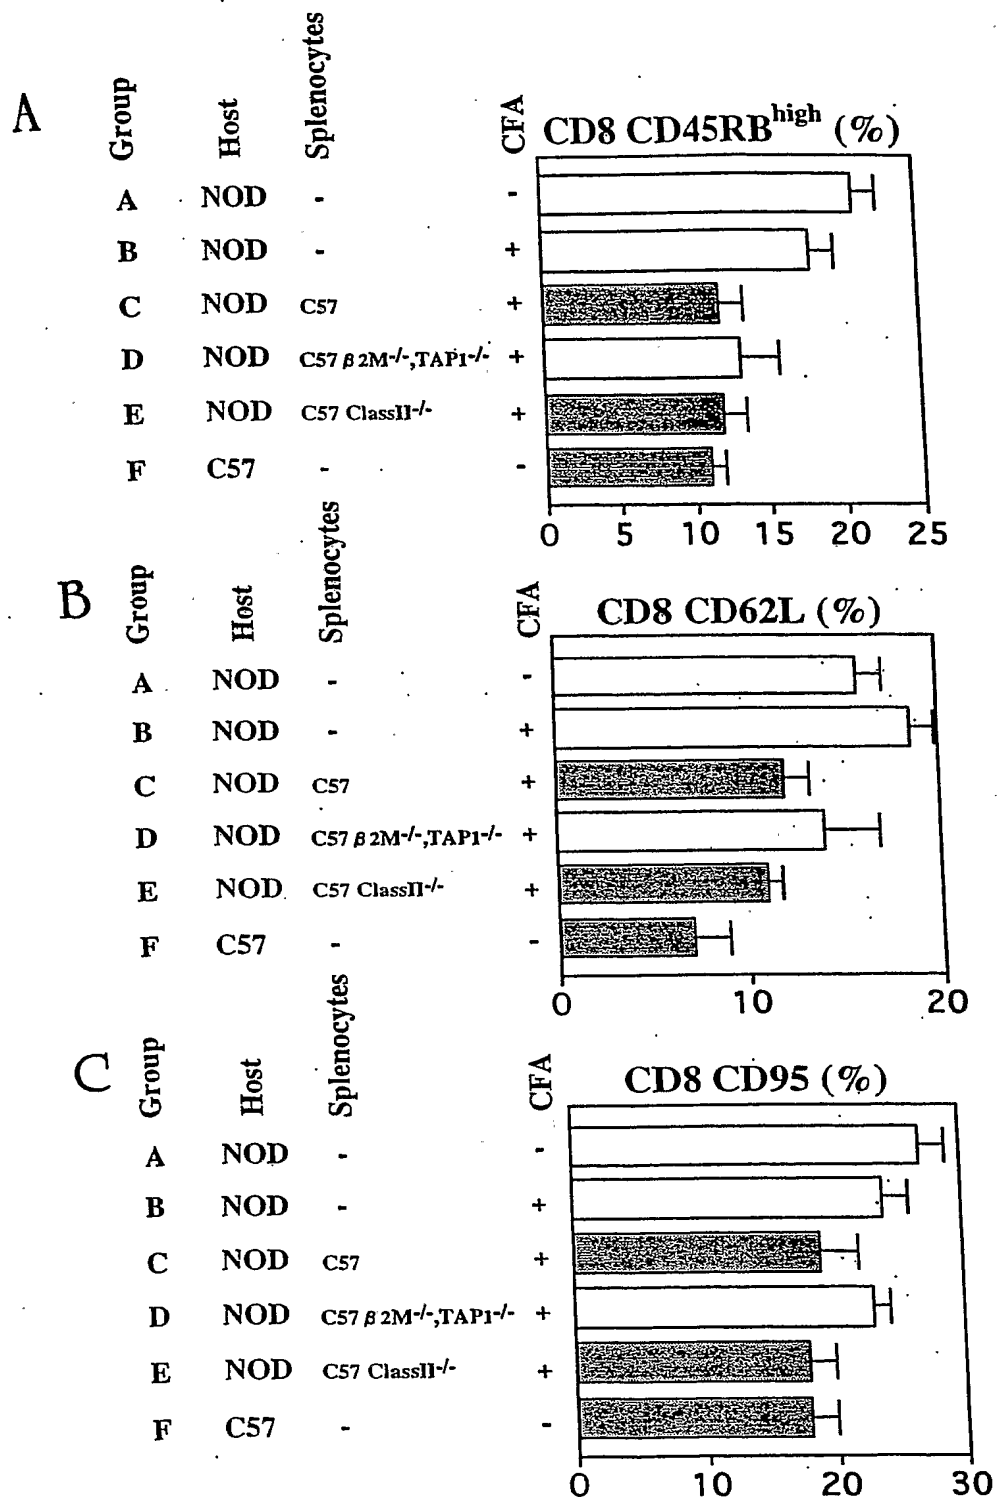 A
Group Host Splenocytes CFA CD8 CD45RBhigh (%)
A NOD - -
B NOD - +
C NOD C57 +
D NOD C57 β2M-/-,TAP1-/- +
E NOD C57 ClassII-/- +
F C57 - -
0 5 10 15 20 25
B
Group Host Splenocytes CFA CD8 CD62L (%)
A NOD - -
B NOD - +
C NOD C57 +
D NOD C57 β2M-/-,TAP1-/- +
E NOD C57 ClassII-/- +
F C57 - -
0 10 20
C
Group Host Splenocytes CFA CD8 CD95 (%)
A NOD - -
B NOD - +
C NOD C57 +
D NOD C57 β2M-/-,TAP1-/- +
E NOD C57 ClassII-/- +
F C57 - -
0 10 20 30